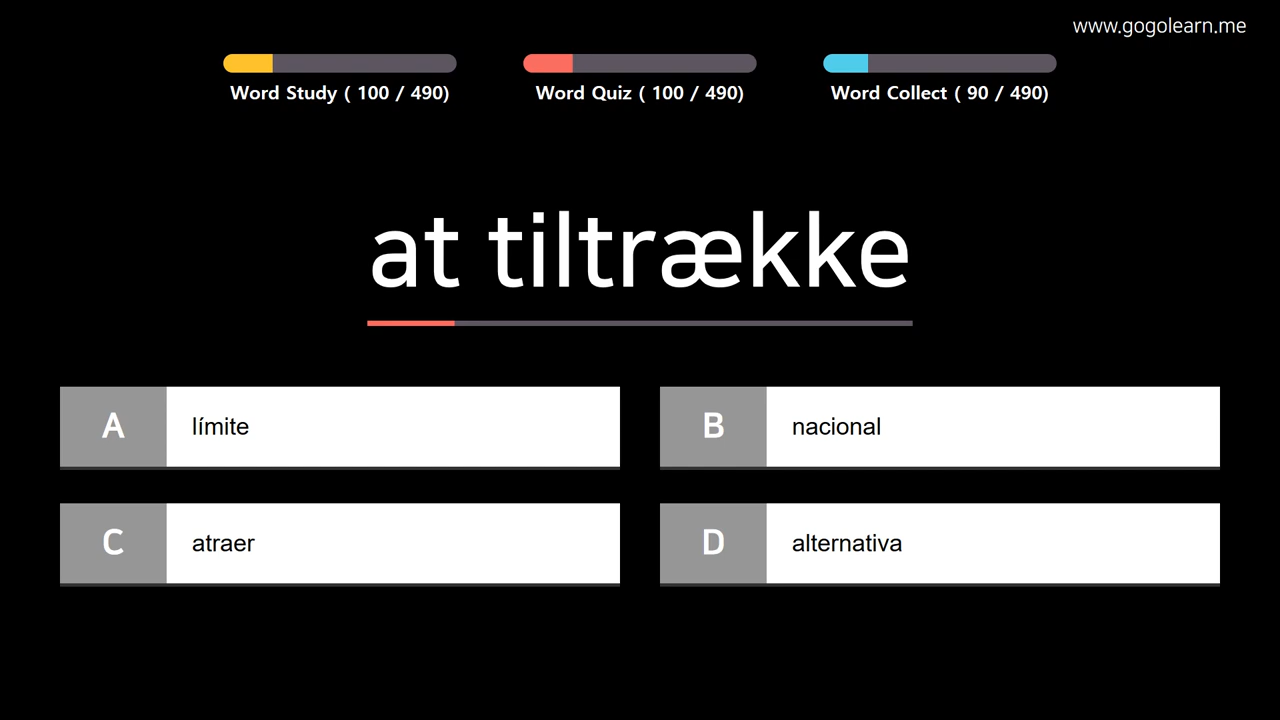 www.gogolearn.me
Word Study ( 100 / 490)
Word Quiz ( 100 / 490)
Word Collect ( 90 / 490)
at tiltrække
A
límite
B
nacional
C
atraer
D
alternativa